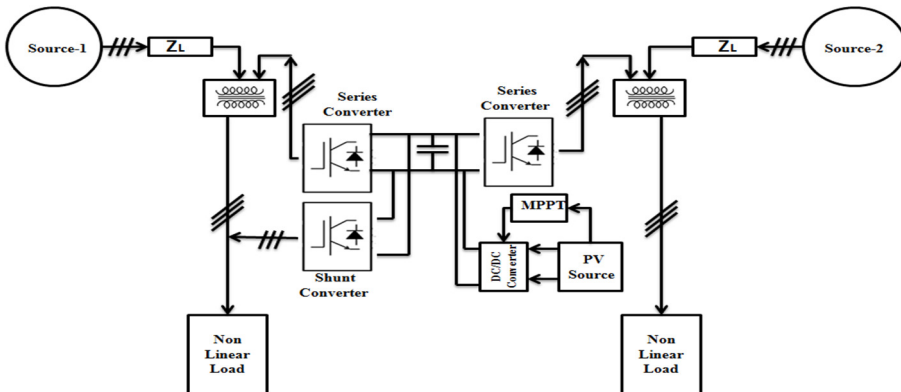 Source-1
ZL
Series
Converter
Series
Converter
ZL
Source-2
MPPT
DC/DC
Converter
PV
Source
Shunt
Converter
Non
Linear
Load
Non
Linear
Load